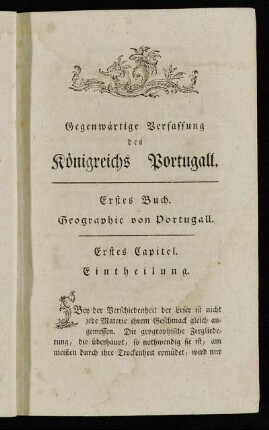 Gegenwärtige Verfassung
des
Königreichs Portugall.
Erstes Buch.
Geographie von Portugall.
Erstes Capitel.
Eintheilung.
Bey der Verschiedenheit der Leser ist nicht
jede Materie ihrem Geschmack gleich an-
gemessen. Die geographische Zergliede-
rung, die überhaupt, so nothwendig sie ist, am
meisten durch ihre Trockenheit ermüdet, wird nur